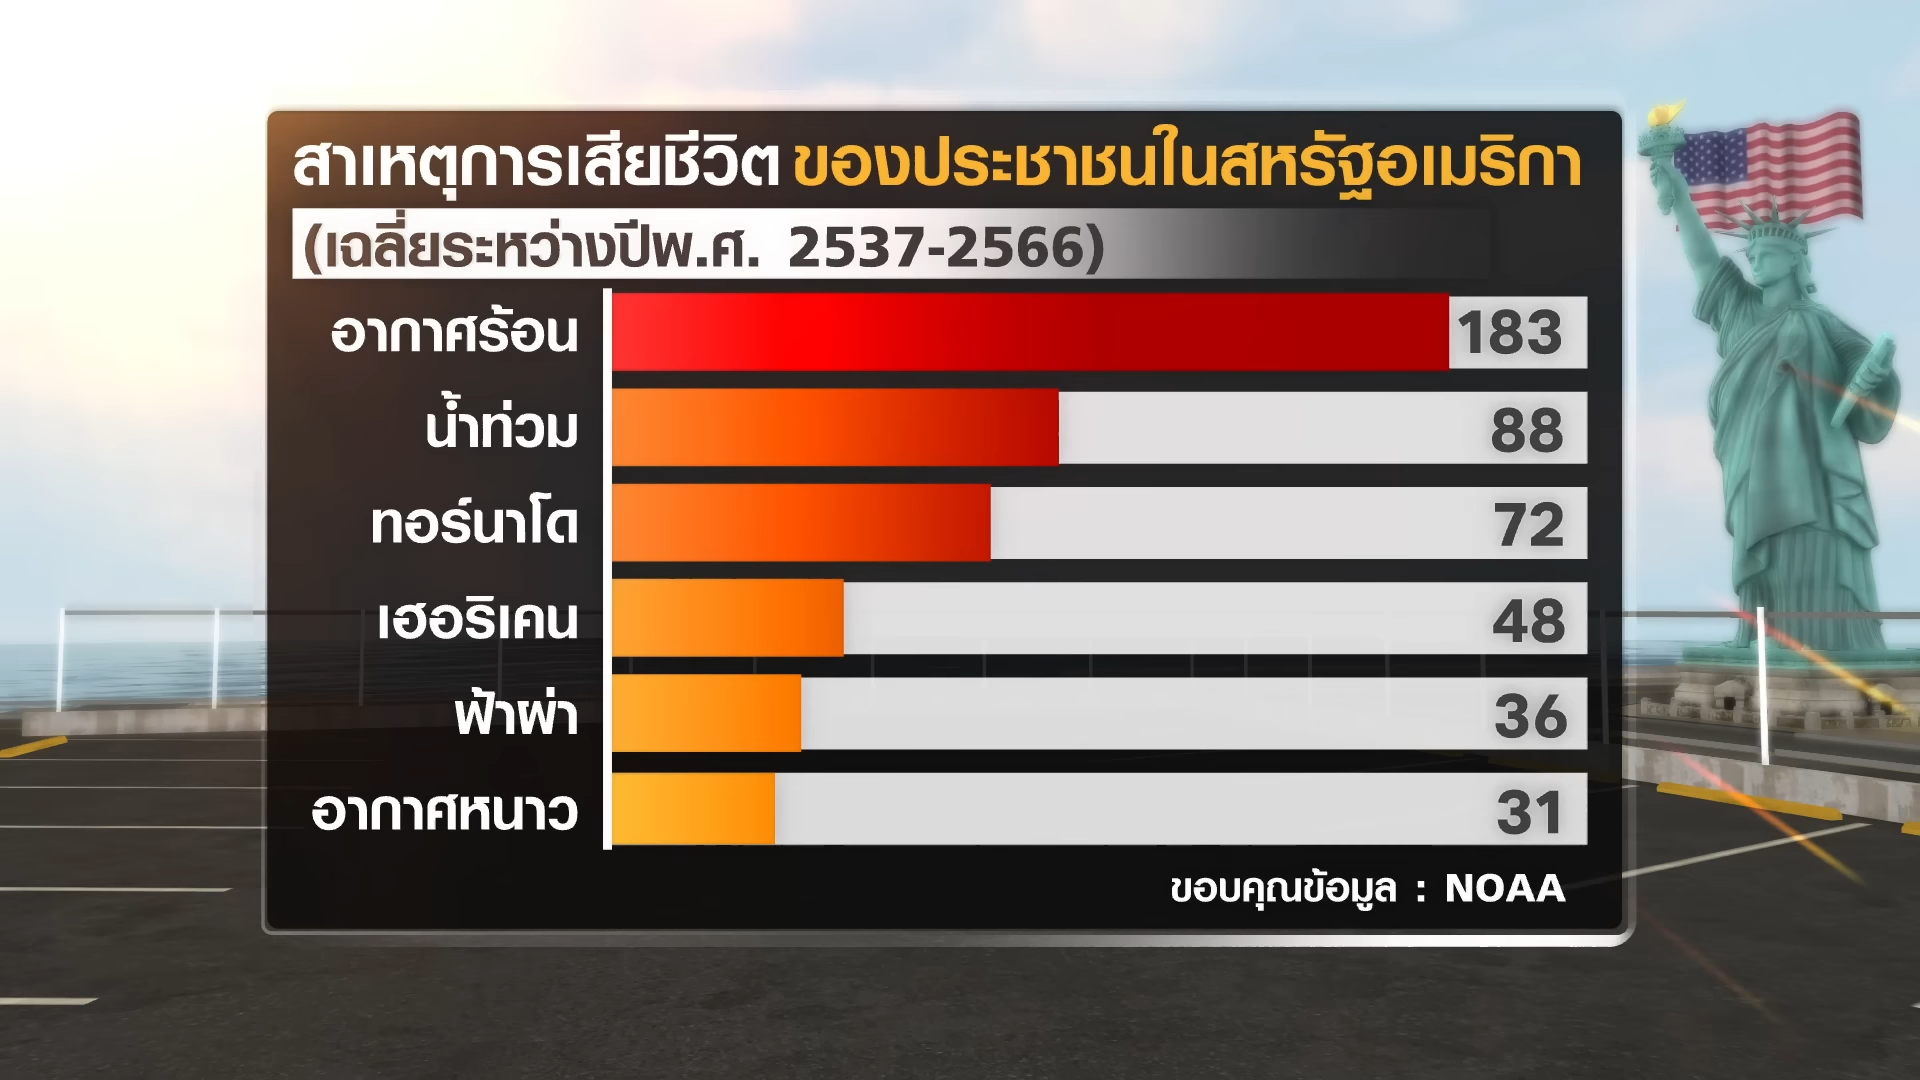 สาเหตุการเสียชีวิต ของประชาชนในสหรัฐอเมริกา
(เฉลี่ยระหว่างปีพ.ศ. 2537-2566)
อากาศร้อน 183
น้ำท่วม 88
ทอร์นาโด 72
เฮอริเคน 48
ฟ้าผ่า 36
อากาศหนาว 31
ขอบคุณข้อมูล : NOAA